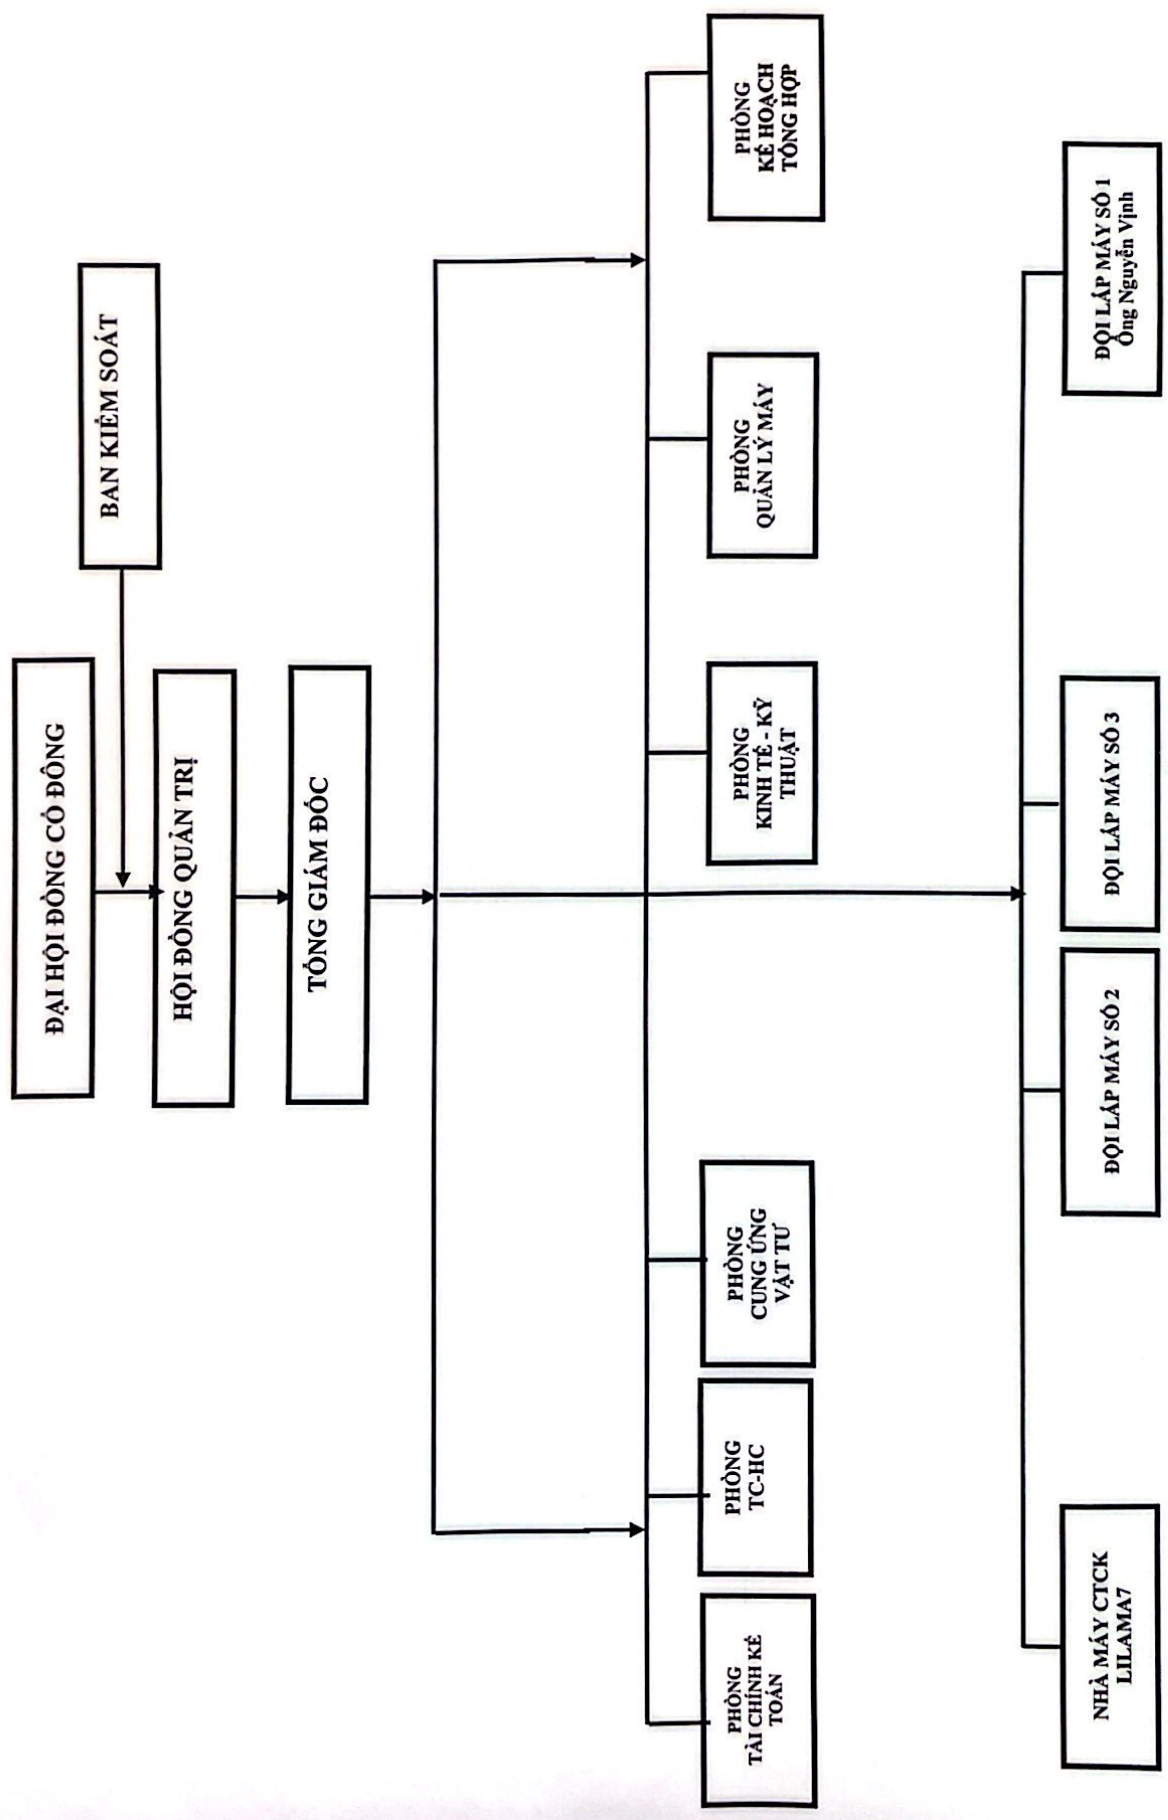 ĐẠI HỘI ĐỒNG CỔ ĐÔNG
BAN KIỂM SOÁT
HỘI ĐỒNG QUẢN TRỊ
TỔNG GIÁM ĐỐC
PHÒNG
TÀI CHÍNH KẾ
TOÁN
PHÒNG
TC-HC
PHÒNG
CUNG ỨNG
VẬT TƯ
PHÒNG
KINH TẾ - KỸ
THUẬT
PHÒNG
QUẢN LÝ MÁY
PHÒNG
KẾ HOẠCH
TỔNG HỢP
NHÀ MÁY CTCK
LILAMA7
ĐỘI LẮP MÁY SỐ 2
ĐỘI LẮP MÁY SỐ 3
ĐỘI LẮP MÁY SỐ 1
Ông Nguyễn Vịnh